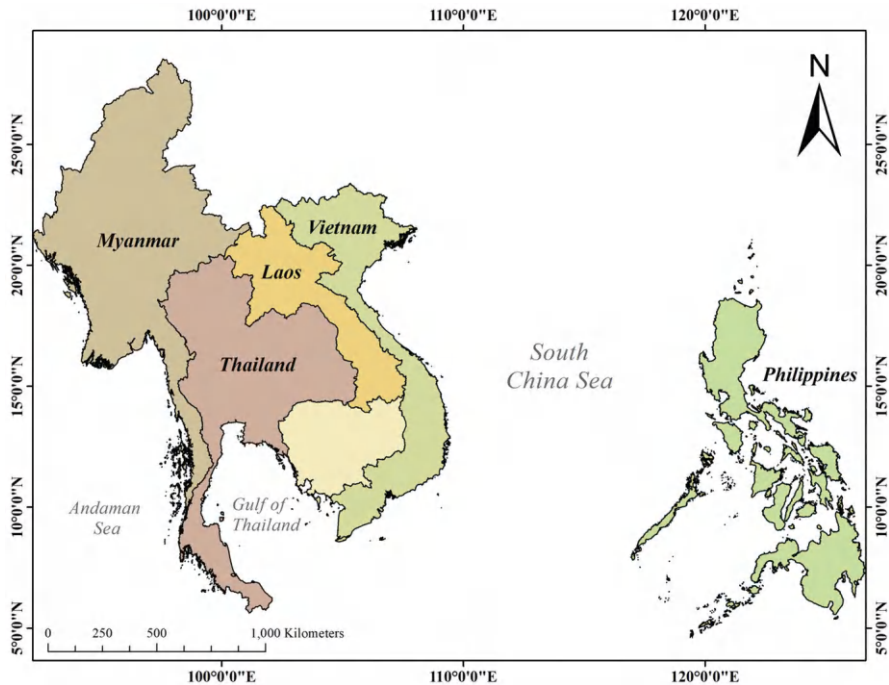 100°0'0"E 110°0'0"E 120°0'0"E
N
25°0'0"N 25°0'0"N
Vietnam
Myanmar
20°0'0"N 20°0'0"N
Laos
South
China Sea
Thailand
Philippines
15°0'0"N 15°0'0"N
Andaman
Sea
Gulf of
Thailand
10°0'0"N 10°0'0"N
5°0'0"N 5°0'0"N
0 250 500 1,000 Kilometers
100°0'0"E 110°0'0"E 120°0'0"E